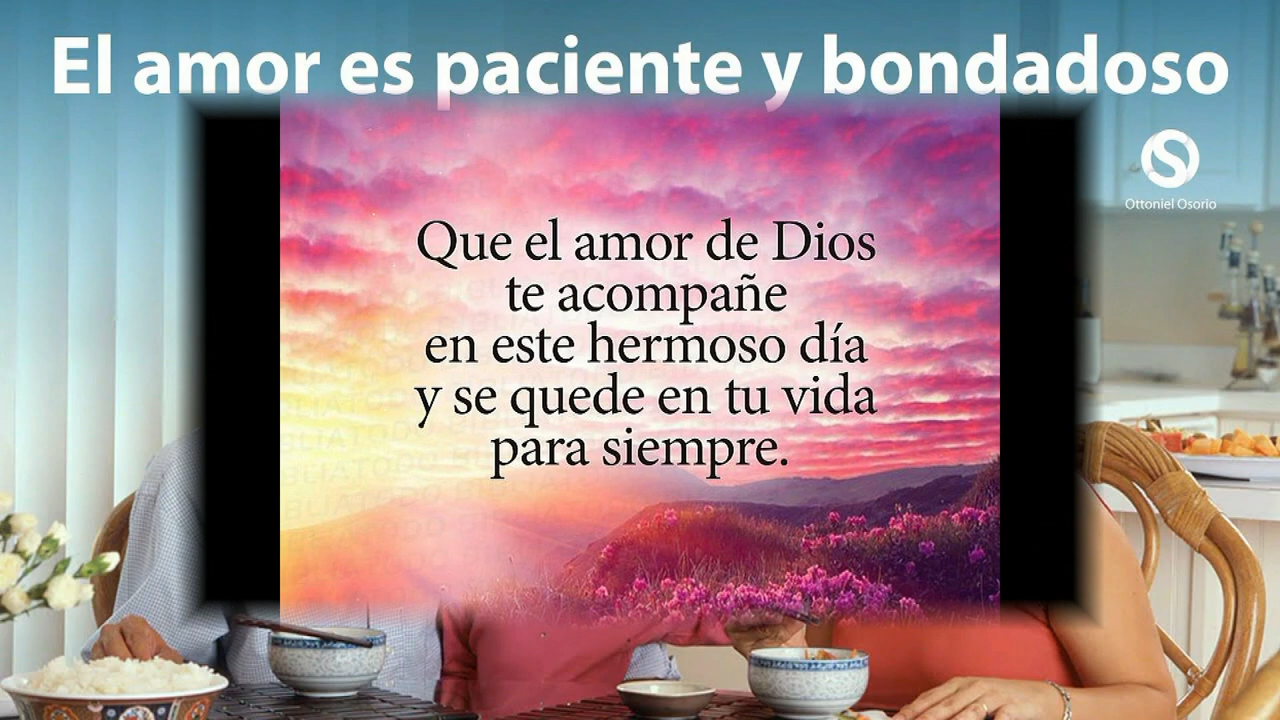 El amor es paciente y bondadoso
Ottoniel Osorio
Que el amor de Dios
te acompañe
en este hermoso día
y se quede en tu vida
para siempre.